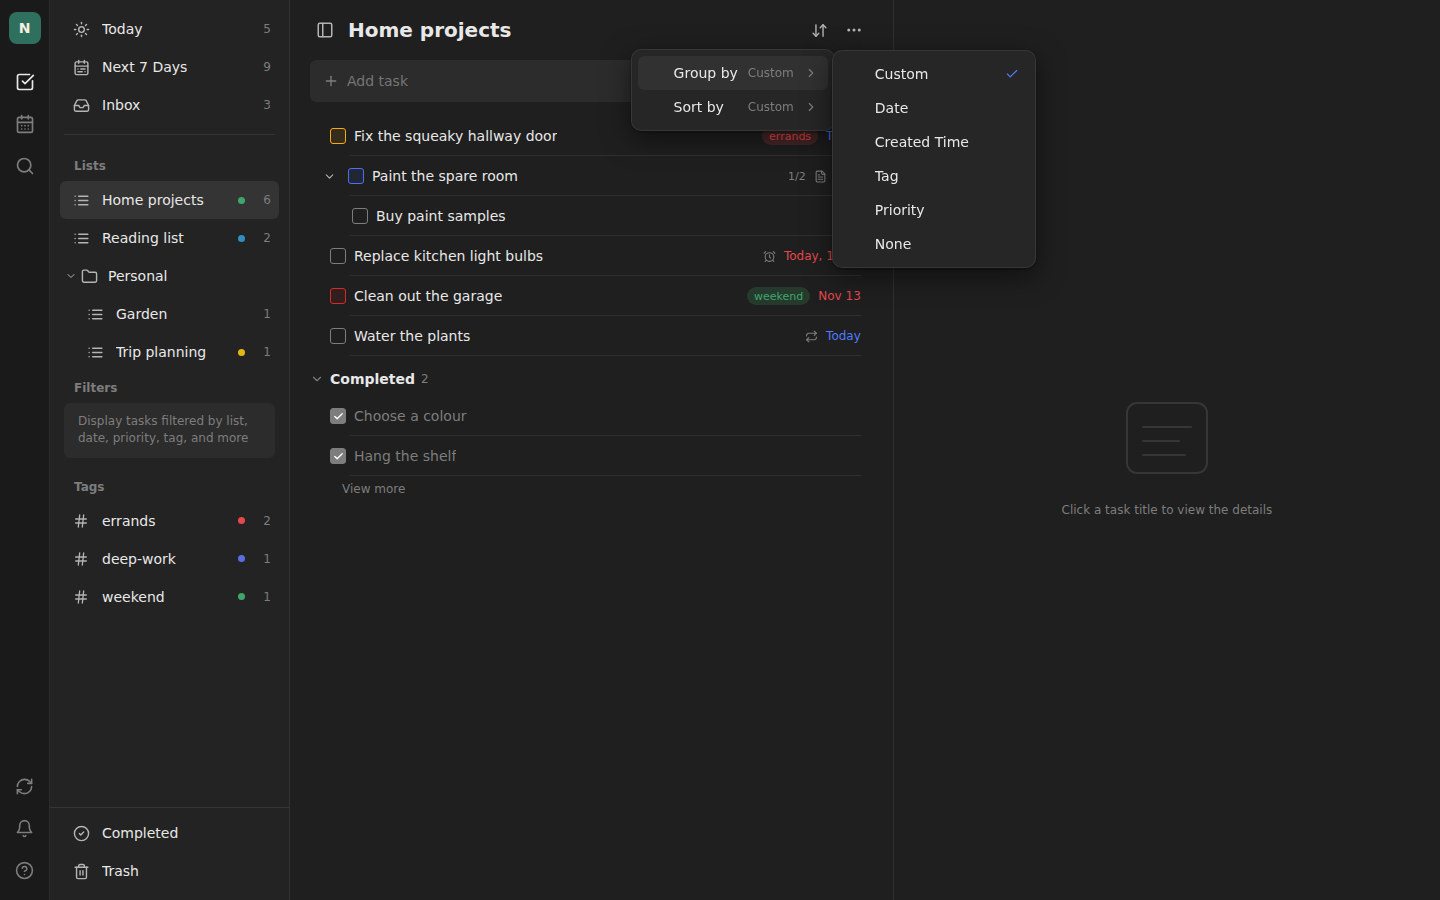 N
Today 5
Next 7 Days 9
Inbox 3
Lists
Home projects 6
Reading list 2
Personal
Garden 1
Trip planning 1
Filters
Display tasks filtered by list,
date, priority, tag, and more
Tags
errands 2
deep-work 1
weekend 1
Completed
Trash
Home projects
Add task
Group by Custom
Sort by Custom
Custom
Date
Created Time
Tag
Priority
None
Fix the squeaky hallway door errands
Paint the spare room 1/2
Buy paint samples
Replace kitchen light bulbs Today,
Clean out the garage weekend Nov 13
Water the plants Today
Completed 2
Choose a colour
Hang the shelf
View more
Click a task title to view the details